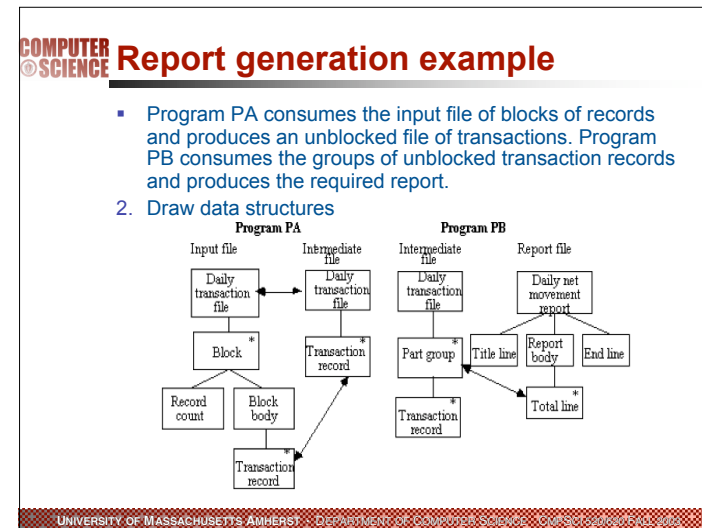 COMPUTER
SCIENCE
Report generation example
▪ Program PA consumes the input file of blocks of records
and produces an unblocked file of transactions. Program
PB consumes the groups of unblocked transaction records
and produces the required report.
2. Draw data structures
Program PA
Program PB
Input file
Intermediate
file
Intermediate
file
Report file
Daily
transaction
file
Daily
transaction
file
Daily
transaction
file
Daily net
movement
report
Block
*
Transaction
record
*
Part group
*
Title line
Report
body
End line
Record
count
Block
body
Transaction
record
*
Total line
*
Transaction
record
*
UNIVERSITY OF MASSACHUSETTS AMHERST • DEPARTMENT OF COMPUTER SCIENCE • CMPSCI 520/620 FALL